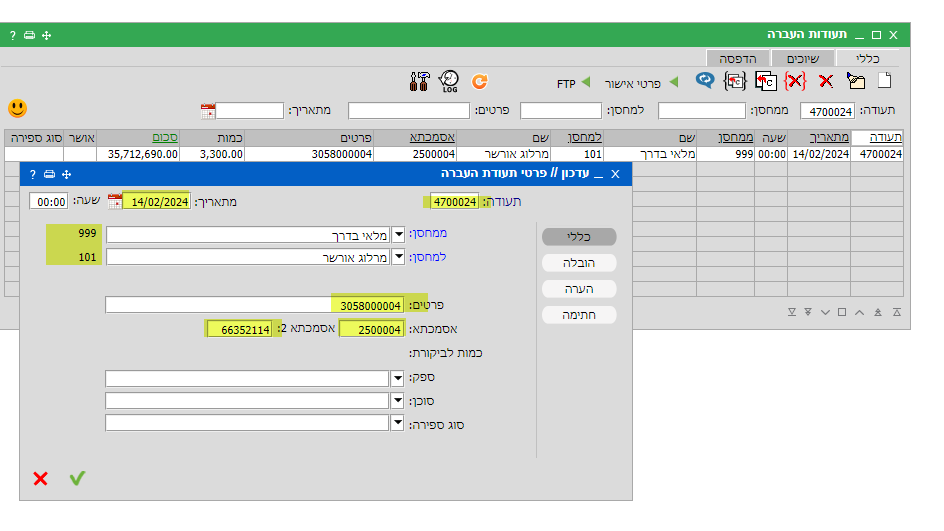 תעודות העברה
כללי שיוכים הדפסה
פרטי אישור FTP LOG
תעודה: 4700024 ממחסן: למחסן: פרטים: מתאריך:
תעודה מתאריך שעה ממחסן שם למחסן שם אסמכתא פרטים כמות סכום אושר סוג ספירה
4700024 14/02/2024 00:00 999 מלאי בדרך 101 מרלוג אורשר 2500004 3058000004 3,300.00 35,712,690.00
עדכון // פרטי תעודת העברה
תעודה: 4700024 מתאריך: 14/02/2024 שעה: 00:00
כללי
הובלה
הערה
חתימה
ממחסן: מלאי בדרך 999
למחסן: מרלוג אורשר 101
פרטים: 3058000004
אסמכתא: 2500004 אסמכתא 2: 66352114
כמות לביקורת:
ספק:
סוכן:
סוג ספירה: